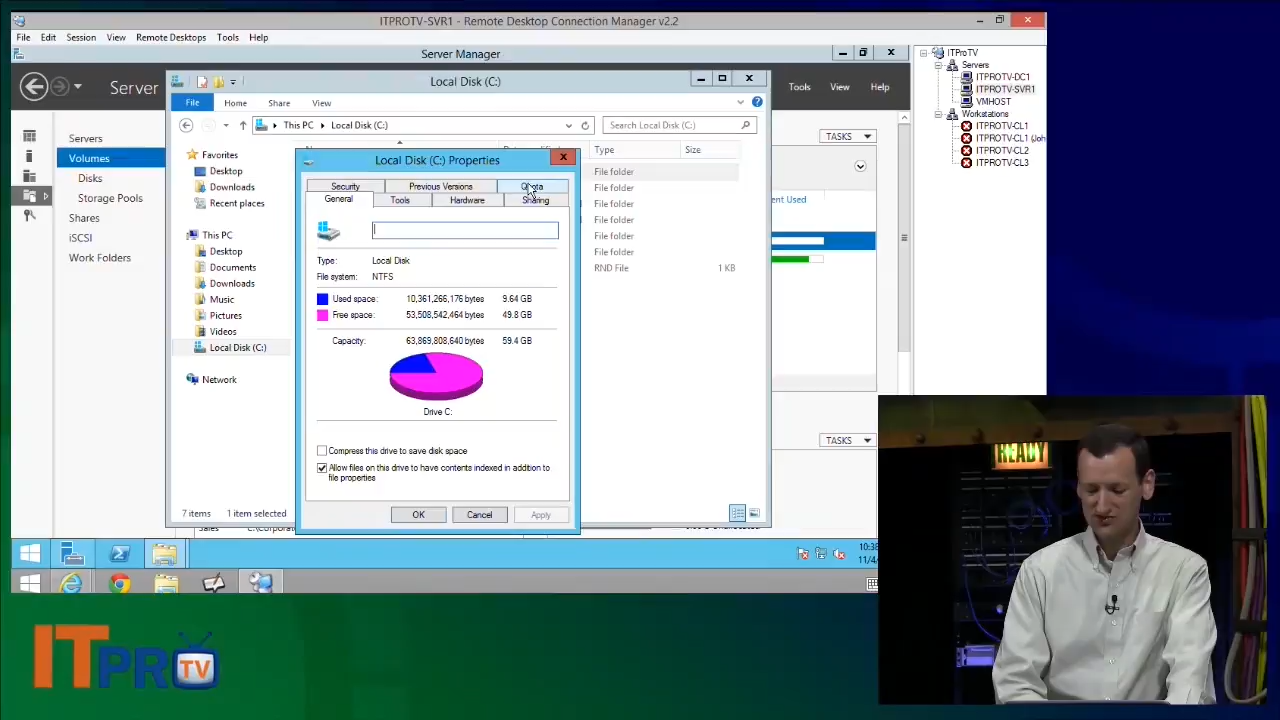 ITPROTV-SVR1 - Remote Desktop Connection Manager v2.2
File Edit Session View Remote Desktops Tools Help
Server Manager
Server
Tools View Help
Local Disk (C:)
File Home Share View
This PC Local Disk (C:)
Search Local Disk (C:)
Servers
Volumes
Disks
Storage Pools
Shares
iSCSI
Work Folders
Favorites
Desktop
Downloads
Recent places
This PC
Desktop
Documents
Downloads
Music
Pictures
Videos
Local Disk (C:)
Network
7 items 1 item selected
Type Size
File folder
File folder
File folder
File folder
File folder
File folder
RND File 1 KB
Local Disk (C:) Properties
Security Previous Versions Quota
General Tools Hardware Sharing
Type: Local Disk
File system: NTFS
Used space: 10,361,266,176 bytes 9.64 GB
Free space: 53,508,542,464 bytes 49.8 GB
Capacity: 63,869,808,640 bytes 59.4 GB
Drive C:
Compress this drive to save disk space
Allow files on this drive to have contents indexed in addition to
file properties
OK Cancel Apply
TASKS
ent Used
TASKS
10:38
11/4/
ITProTV
Servers
ITPROTV-DC1
ITPROTV-SVR1
VMHOST
Workstations
ITPROTV-CL1
ITPROTV-CL1 (Joh
ITPROTV-CL2
ITPROTV-CL3
READY
ITPROTV